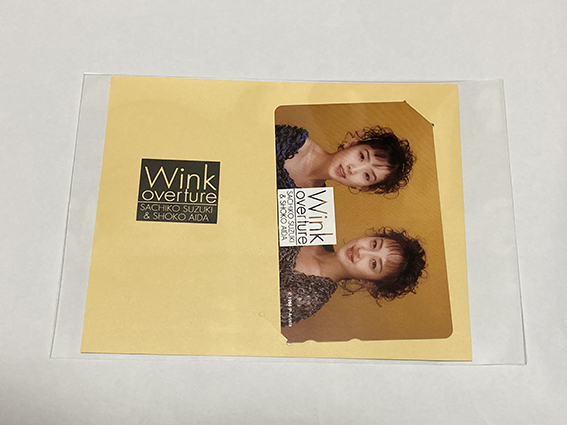 Wink
overture
SACHIKO SUZUKI
& SHOKO AIDA
Wink
overture
SACHIKO SUZUKI
& SHOKO AIDA